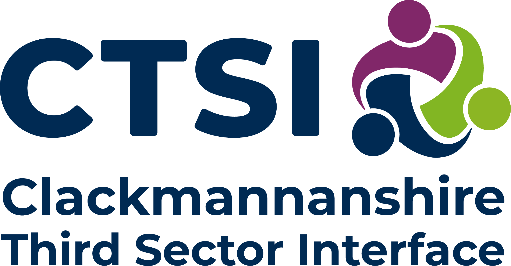 CTSI
Clackmannanshire
Third Sector Interface